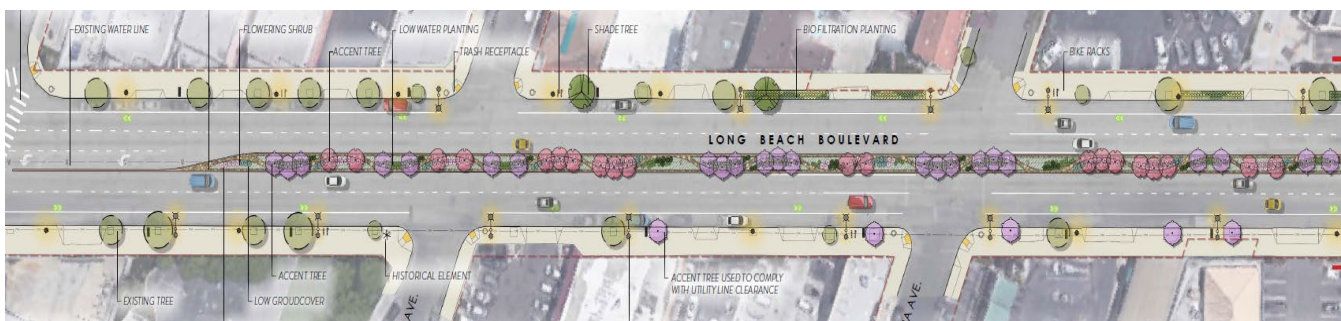 EXISTING WATER LINE
FLOWERING SHRUB
LOW WATER PLANTING
SHADE TREE
BIO FILTRATION PLANTING
ACCENT TREE
TRASH RECEPTACLE
BIKE RACKS
LONG BEACH BOULEVARD
ACCENT TREE
HISTORICAL ELEMENT
ACCENT TREE USED TO COMPLY
WITH UTILITY LINE CLEARANCE
EXISTING TREE
LOW GROUDCOVER
AVE.
AVE.